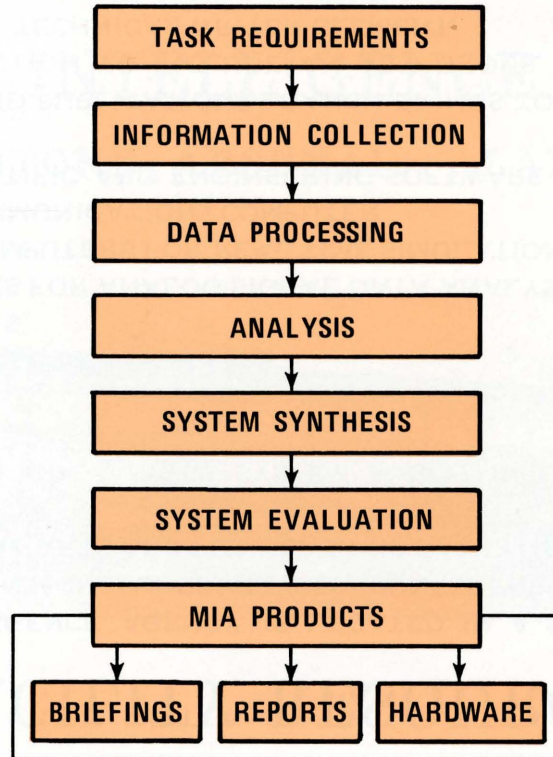 TASK REQUIREMENTS
INFORMATION COLLECTION
DATA PROCESSING
ANALYSIS
SYSTEM SYNTHESIS
SYSTEM EVALUATION
MIA PRODUCTS
BRIEFINGS REPORTS HARDWARE